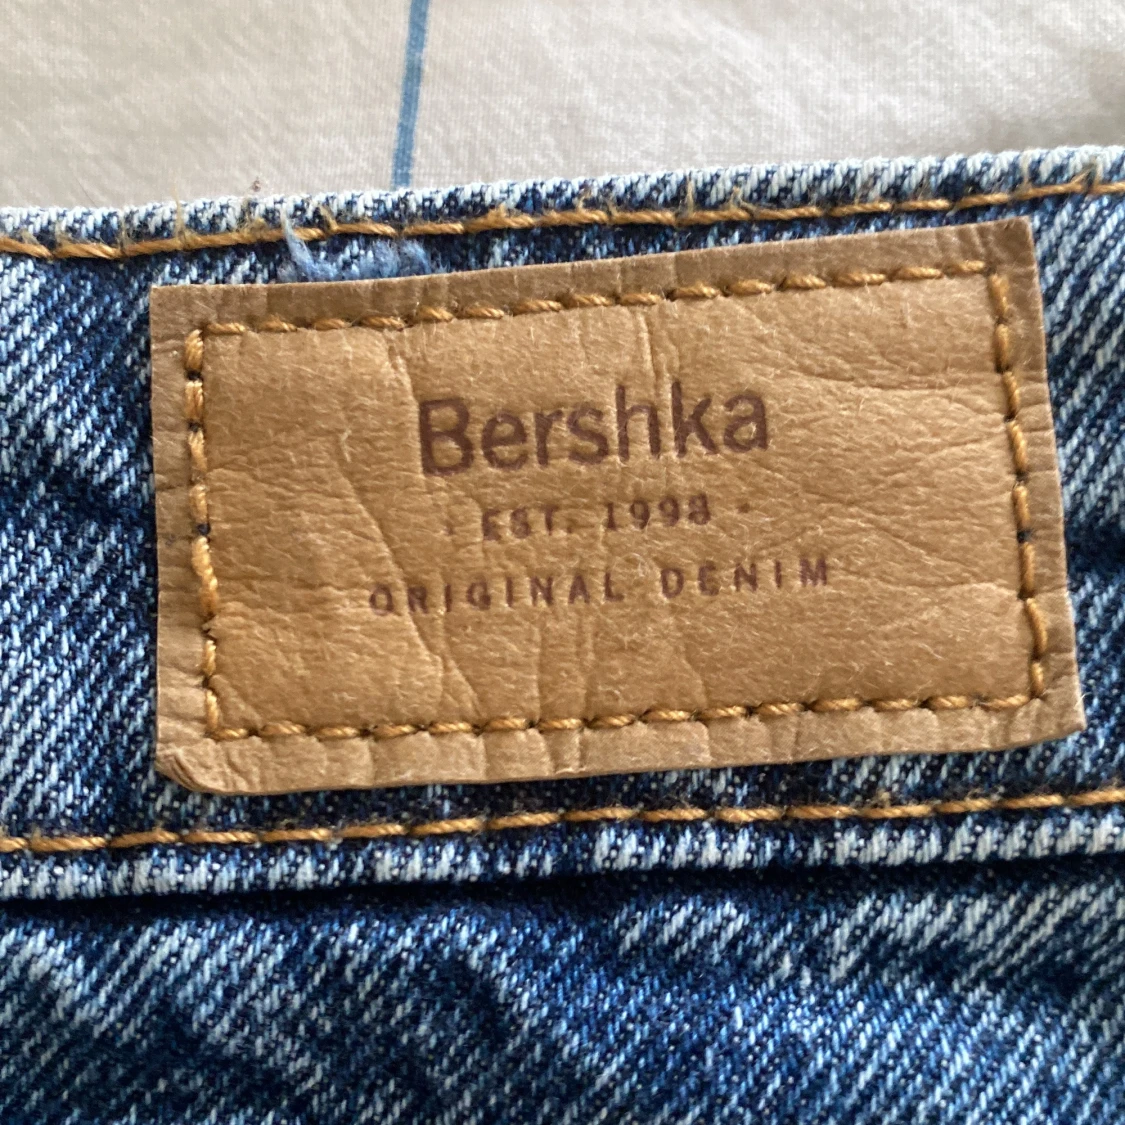 Bershka
· EST. 1998 ·
ORIGINAL DENIM